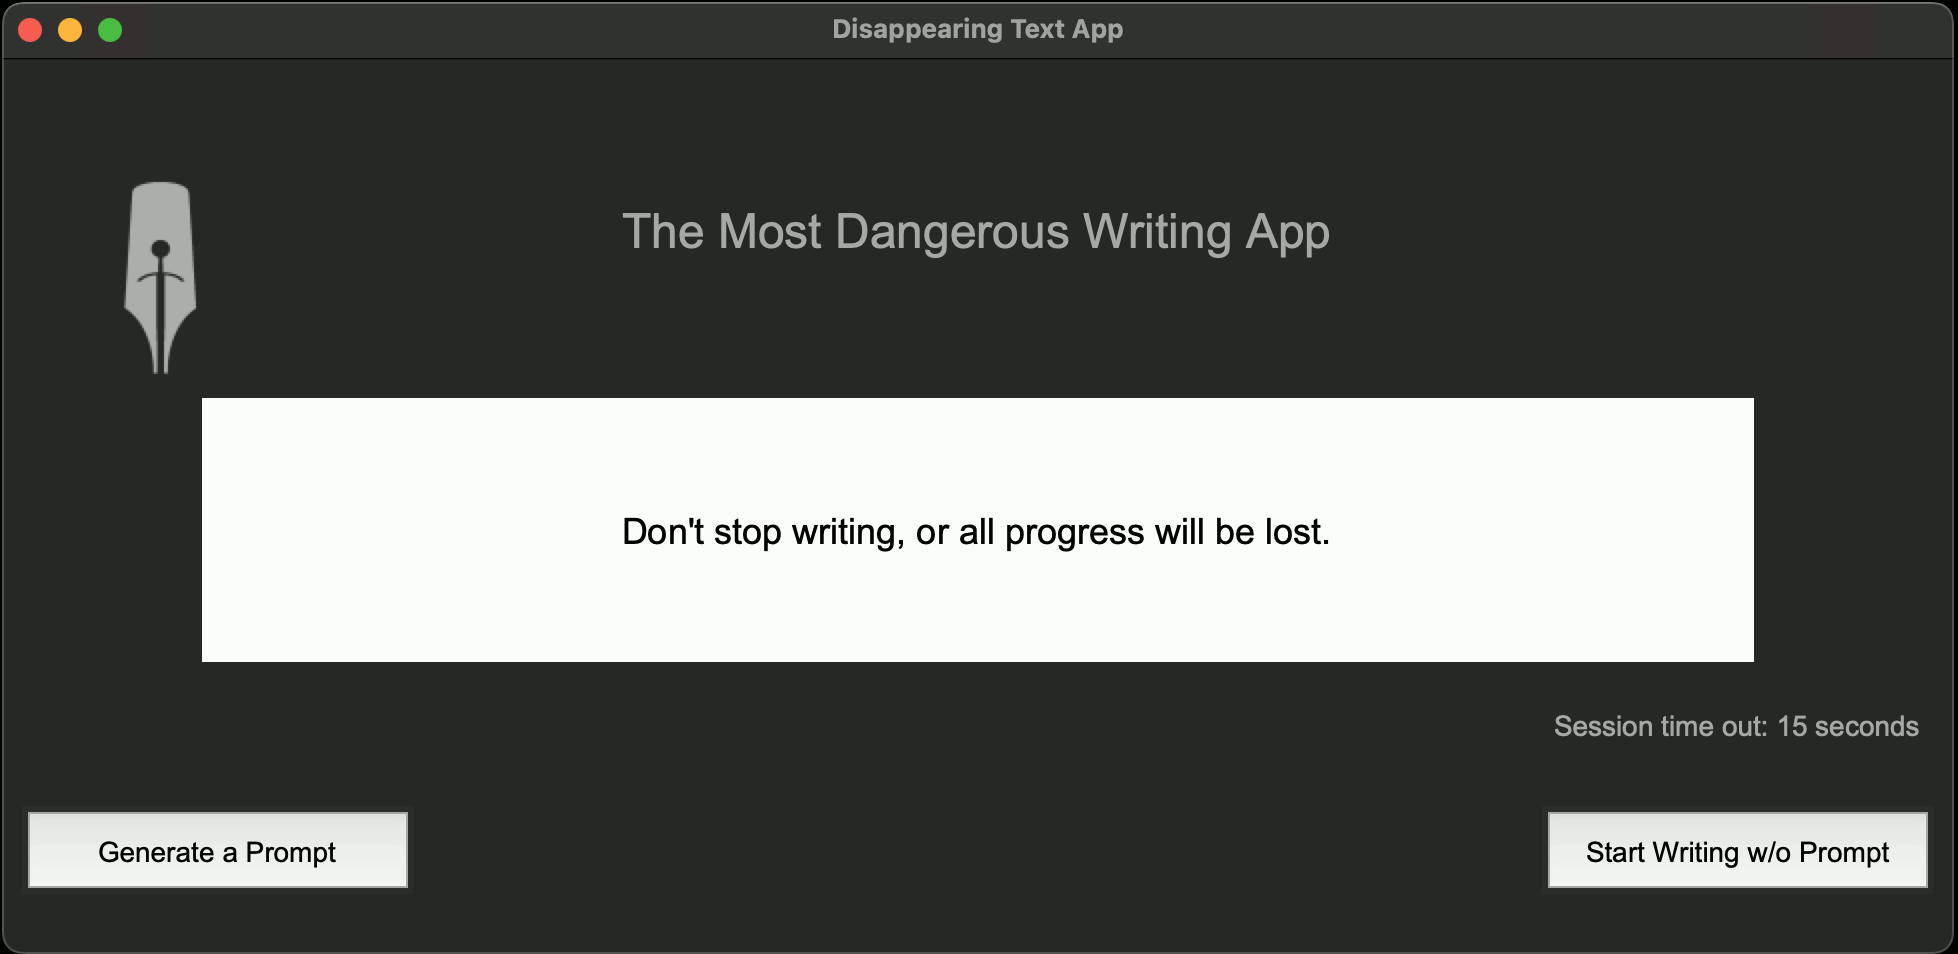 Disappearing Text App
The Most Dangerous Writing App
Don't stop writing, or all progress will be lost.
Session time out: 15 seconds
Generate a Prompt
Start Writing w/o Prompt